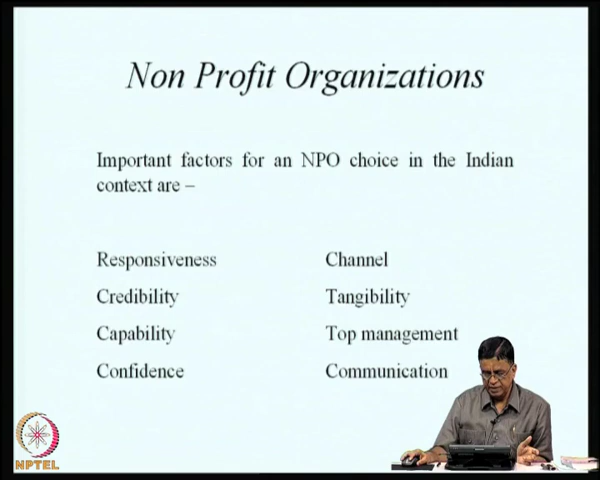 Non Profit Organizations
Important factors for an NPO choice in the Indian
context are –
Responsiveness Channel
Credibility Tangibility
Capability Top management
Confidence Communication
NPTEL